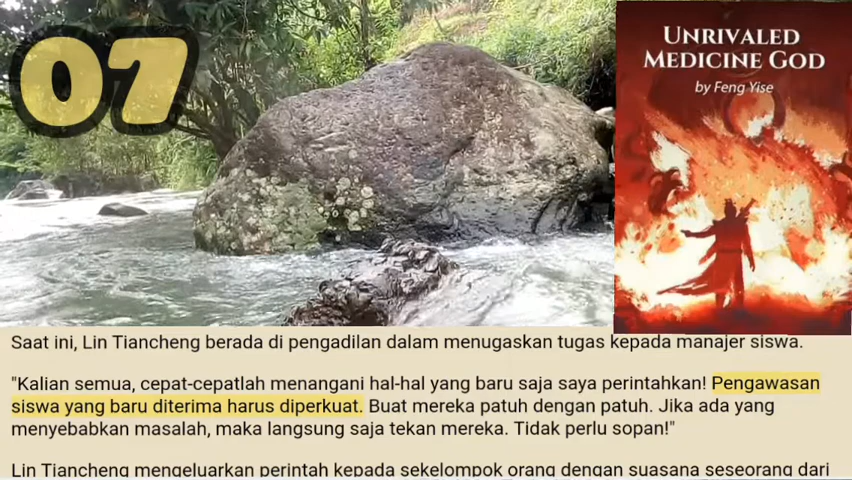 07
UNRIVALED
MEDICINE GOD
by Feng Yise
Saat ini, Lin Tiancheng berada di pengadilan dalam menugaskan tugas kepada manajer siswa.
"Kalian semua, cepat-cepatlah menangani hal-hal yang baru saja saya perintahkan! Pengawasan
siswa yang baru diterima harus diperkuat. Buat mereka patuh dengan patuh. Jika ada yang
menyebabkan masalah, maka langsung saja tekan mereka. Tidak perlu sopan!"
Lin Tiancheng mengeluarkan perintah kepada sekelompok orang dengan suasana seseorang dari